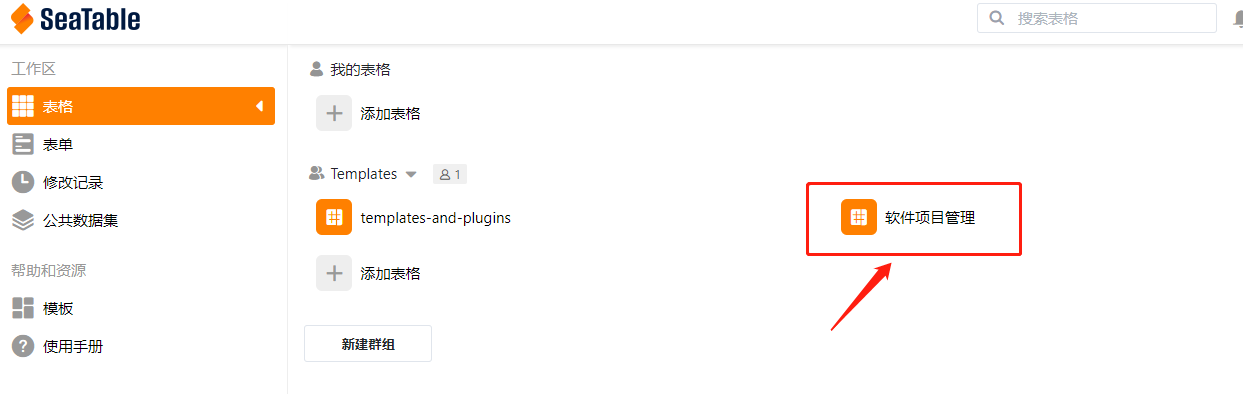 SeaTable
搜索表格
工作区
表格
表单
修改记录
公共数据集
帮助和资源
模板
使用手册
我的表格
添加表格
Templates
1
templates-and-plugins
软件项目管理
添加表格
新建群组